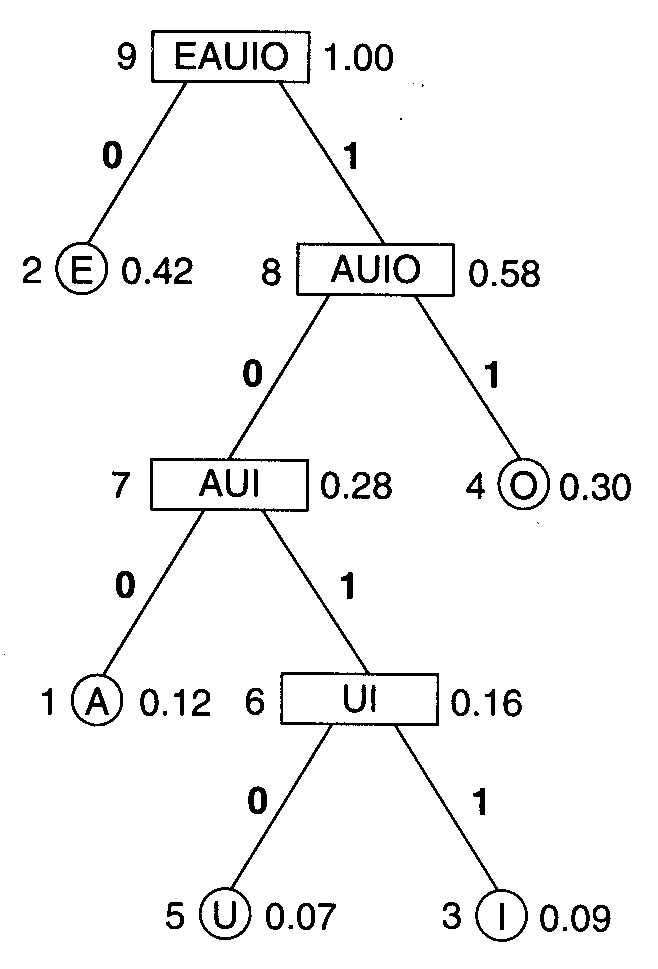 9 EAUIO 1.00
0 1
2 E 0.42 8 AUIO 0.58
0 1
7 AUI 0.28 4 O 0.30
0 1
1 A 0.12 6 UI 0.16
0 1
5 U 0.07 3 I 0.09